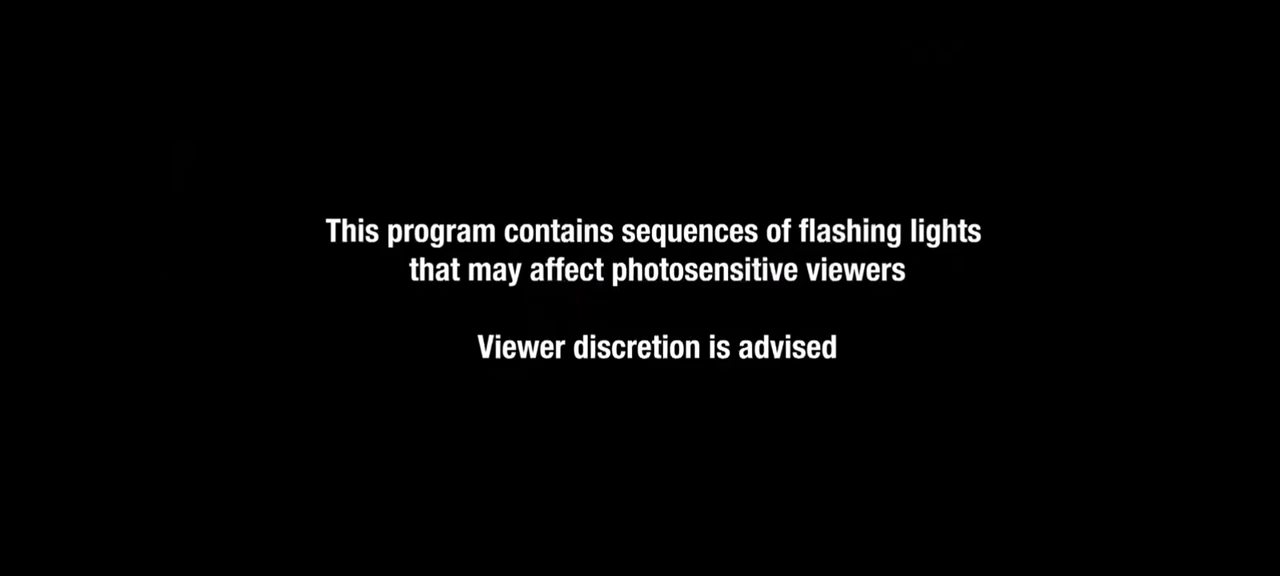 This program contains sequences of flashing lights
that may affect photosensitive viewers
Viewer discretion is advised